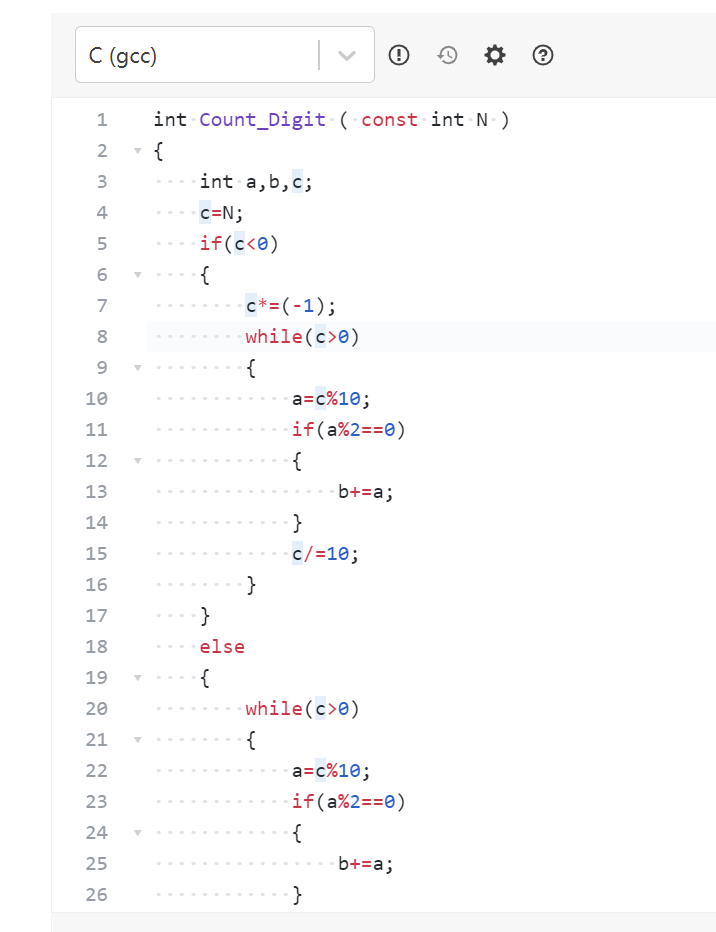 C (gcc)
1 int Count_Digit ( const int N )
2 {
3 int a,b,c;
4 c=N;
5 if(c<0)
6 {
7 c*=(-1);
8 while(c>0)
9 {
10 a=c%10;
11 if(a%2==0)
12 {
13 b+=a;
14 }
15 c/=10;
16 }
17 }
18 else
19 {
20 while(c>0)
21 {
22 a=c%10;
23 if(a%2==0)
24 {
25 b+=a;
26 }